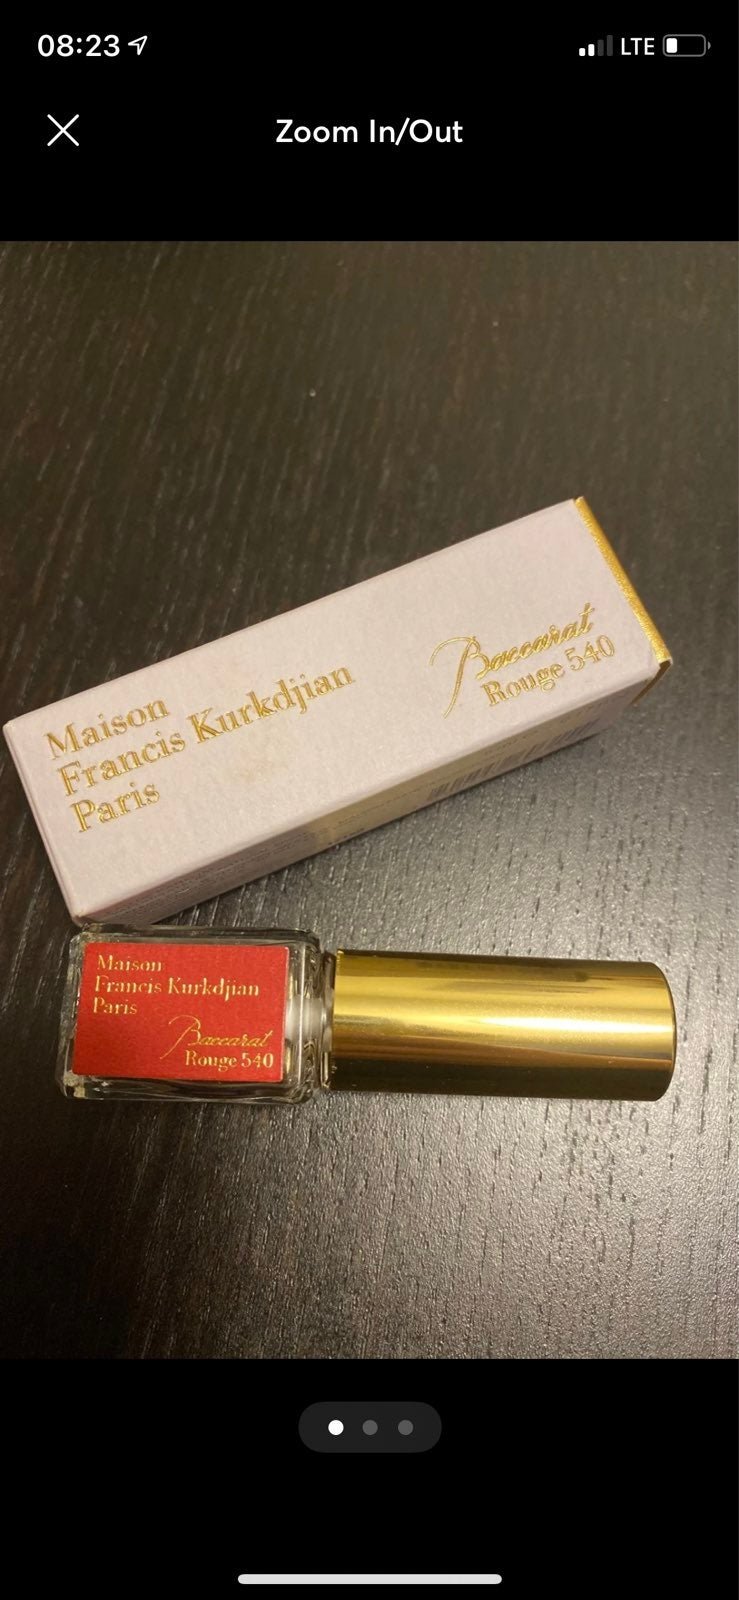 08:23
LTE
Zoom In/Out
Maison
Francis Kurkdjian
Paris
Baccarat
Rouge 540
Maison
Francis Kurkdjian
Paris
Baccarat
Rouge 540